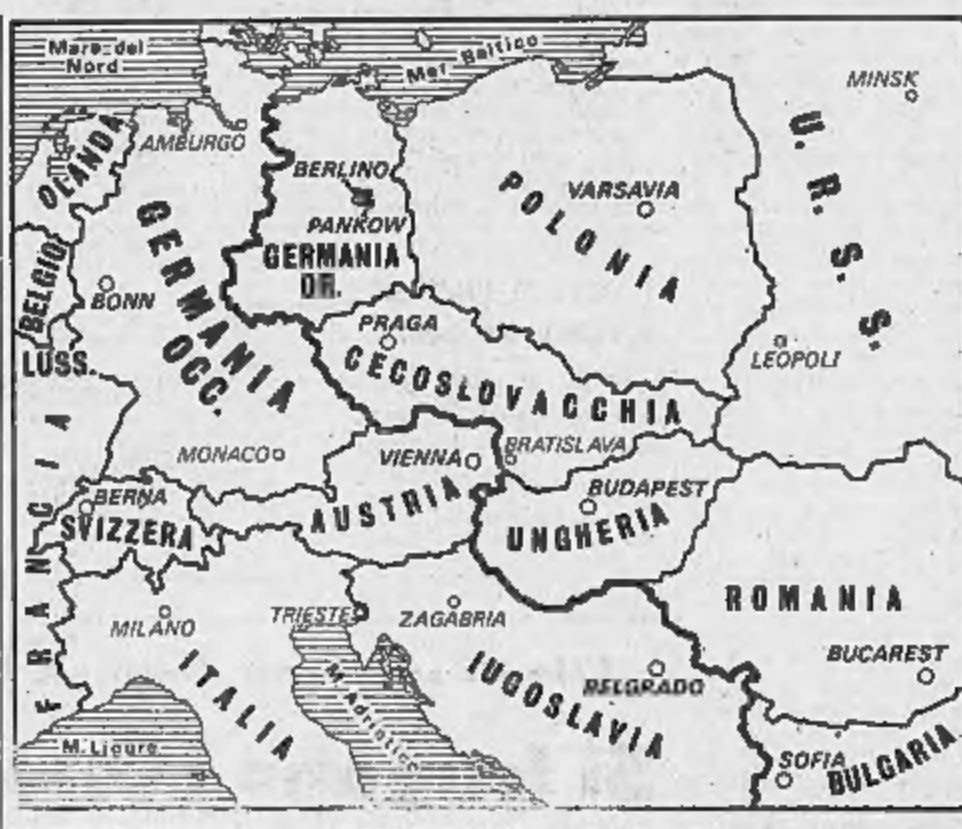 Mare del
Nord
Mar Baltico
MINSK
AMBURGO
OLANDA
U.R.S.S.
BERLINO
VARSAVIA
POLONIA
PANKOW
GERMANIA
OR.
GERMANIA
OCC.
BELGIO
BONN
PRAGA
LUSS.
LEOPOLI
CECOSLOVACCHIA
MONACO
VIENNA
BRATISLAVA
BERNA
AUSTRIA
BUDAPEST
SVIZZERA
UNGHERIA
FRANCIA
ROMANIA
MILANO
TRIESTE
ZAGABRIA
ITALIA
IUGOSLAVIA
BUCAREST
BELGRADO
M. Adriatico
M. Ligure
SOFIA
BULGARIA